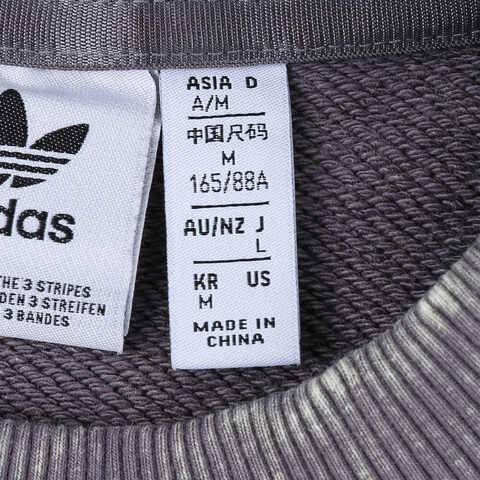 das
THE 3 STRIPES
DEN 3 STREIFEN
3 BANDES
ASIA D
A/M
中国尺码
M
165/88A
AU/NZ J
L
KR US
M
MADE IN
CHINA